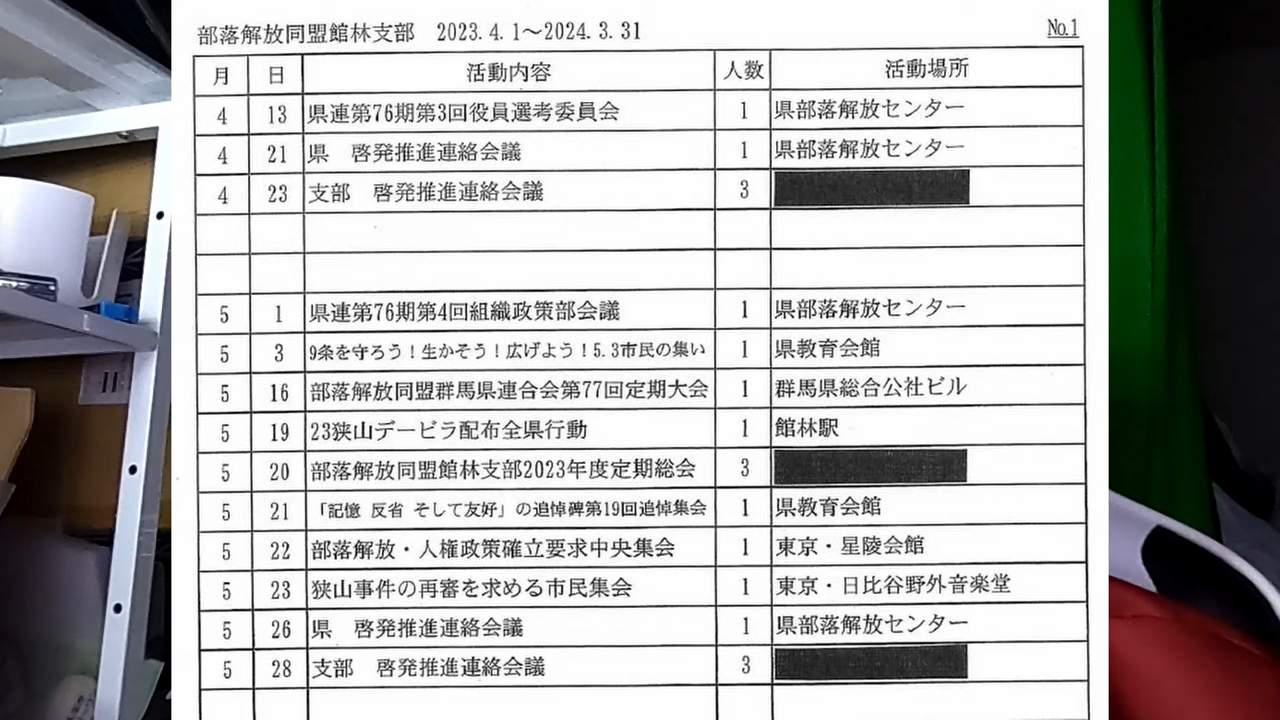 部落解放同盟館林支部 2023.4.1～2024.3.31 No.1
月 日 活動内容 人数 活動場所
4 13 県連第76期第3回役員選考委員会 1 県部落解放センター
4 21 県 啓発推進連絡会議 1 県部落解放センター
4 23 支部 啓発推進連絡会議 3
5 1 県連第76期第4回組織政策部会議 1 県部落解放センター
5 3 9条を守ろう！生かそう！広げよう！5.3市民の集い 1 県教育会館
5 16 部落解放同盟群馬県連合会第77回定期大会 1 群馬県総合公社ビル
5 19 23狭山デービラ配布全県行動 1 館林駅
5 20 部落解放同盟館林支部2023年度定期総会 3
5 21 「記憶 反省 そして友好」の追悼碑第19回追悼集会 1 県教育会館
5 22 部落解放・人権政策確立要求中央集会 1 東京・星陵会館
5 23 狭山事件の再審を求める市民集会 1 東京・日比谷野外音楽堂
5 26 県 啓発推進連絡会議 1 県部落解放センター
5 28 支部 啓発推進連絡会議 3